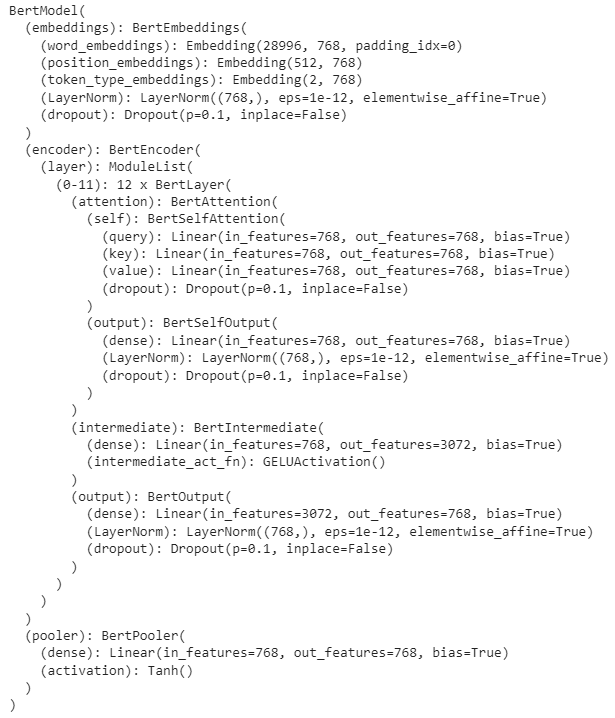 BertModel(
  (embeddings): BertEmbeddings(
    (word_embeddings): Embedding(28996, 768, padding_idx=0)
    (position_embeddings): Embedding(512, 768)
    (token_type_embeddings): Embedding(2, 768)
    (LayerNorm): LayerNorm((768,), eps=1e-12, elementwise_affine=True)
    (dropout): Dropout(p=0.1, inplace=False)
  )
  (encoder): BertEncoder(
    (layer): ModuleList(
      (0-11): 12 x BertLayer(
        (attention): BertAttention(
          (self): BertSelfAttention(
            (query): Linear(in_features=768, out_features=768, bias=True)
            (key): Linear(in_features=768, out_features=768, bias=True)
            (value): Linear(in_features=768, out_features=768, bias=True)
            (dropout): Dropout(p=0.1, inplace=False)
          )
          (output): BertSelfOutput(
            (dense): Linear(in_features=768, out_features=768, bias=True)
            (LayerNorm): LayerNorm((768,), eps=1e-12, elementwise_affine=True)
            (dropout): Dropout(p=0.1, inplace=False)
          )
        )
        (intermediate): BertIntermediate(
          (dense): Linear(in_features=768, out_features=3072, bias=True)
          (intermediate_act_fn): GELUActivation()
        )
        (output): BertOutput(
          (dense): Linear(in_features=3072, out_features=768, bias=True)
          (LayerNorm): LayerNorm((768,), eps=1e-12, elementwise_affine=True)
          (dropout): Dropout(p=0.1, inplace=False)
        )
      )
    )
  )
  (pooler): BertPooler(
    (dense): Linear(in_features=768, out_features=768, bias=True)
    (activation): Tanh()
  )
)